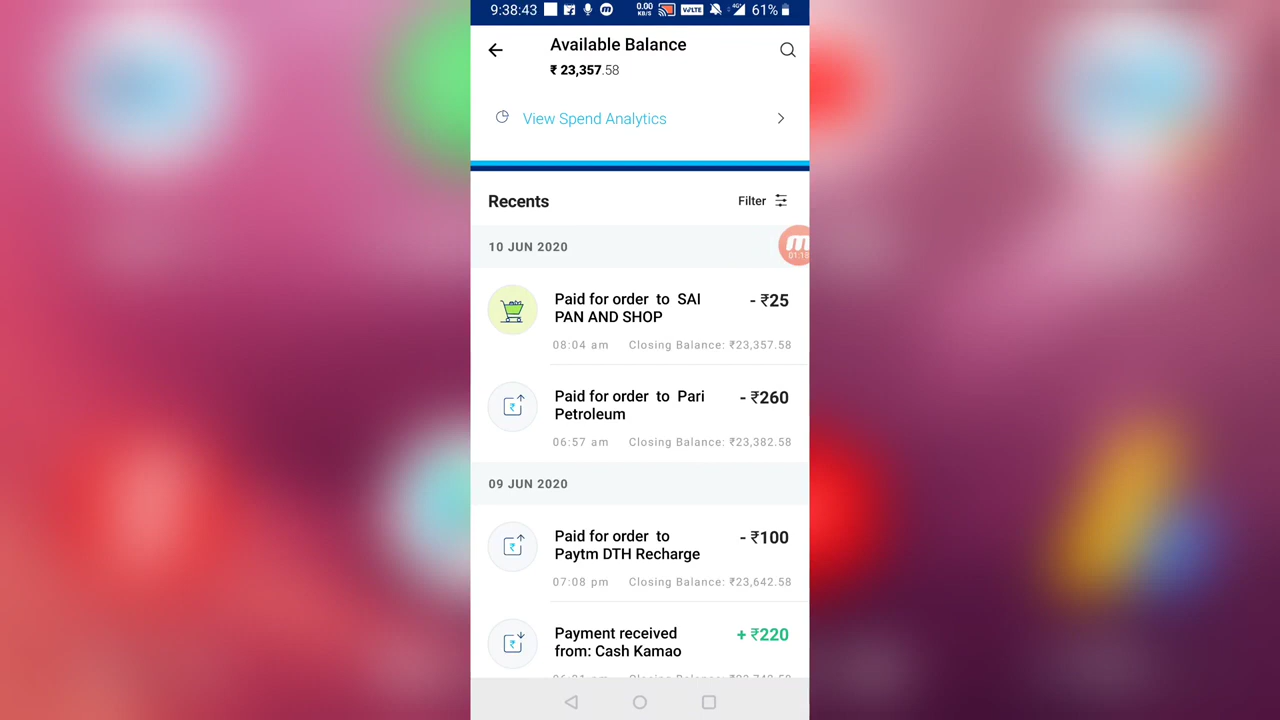 9:38:43 0.00 KB/S VoLTE 4G 61%
Available Balance
₹ 23,357.58
View Spend Analytics
Recents
Filter
10 JUN 2020
01:18
Paid for order to SAI
PAN AND SHOP
- ₹25
08:04 am Closing Balance: ₹23,357.58
Paid for order to Pari
Petroleum
- ₹260
06:57 am Closing Balance: ₹23,382.58
09 JUN 2020
Paid for order to
Paytm DTH Recharge
- ₹100
07:08 pm Closing Balance: ₹23,642.58
Payment received
from: Cash Kamao
+ ₹220